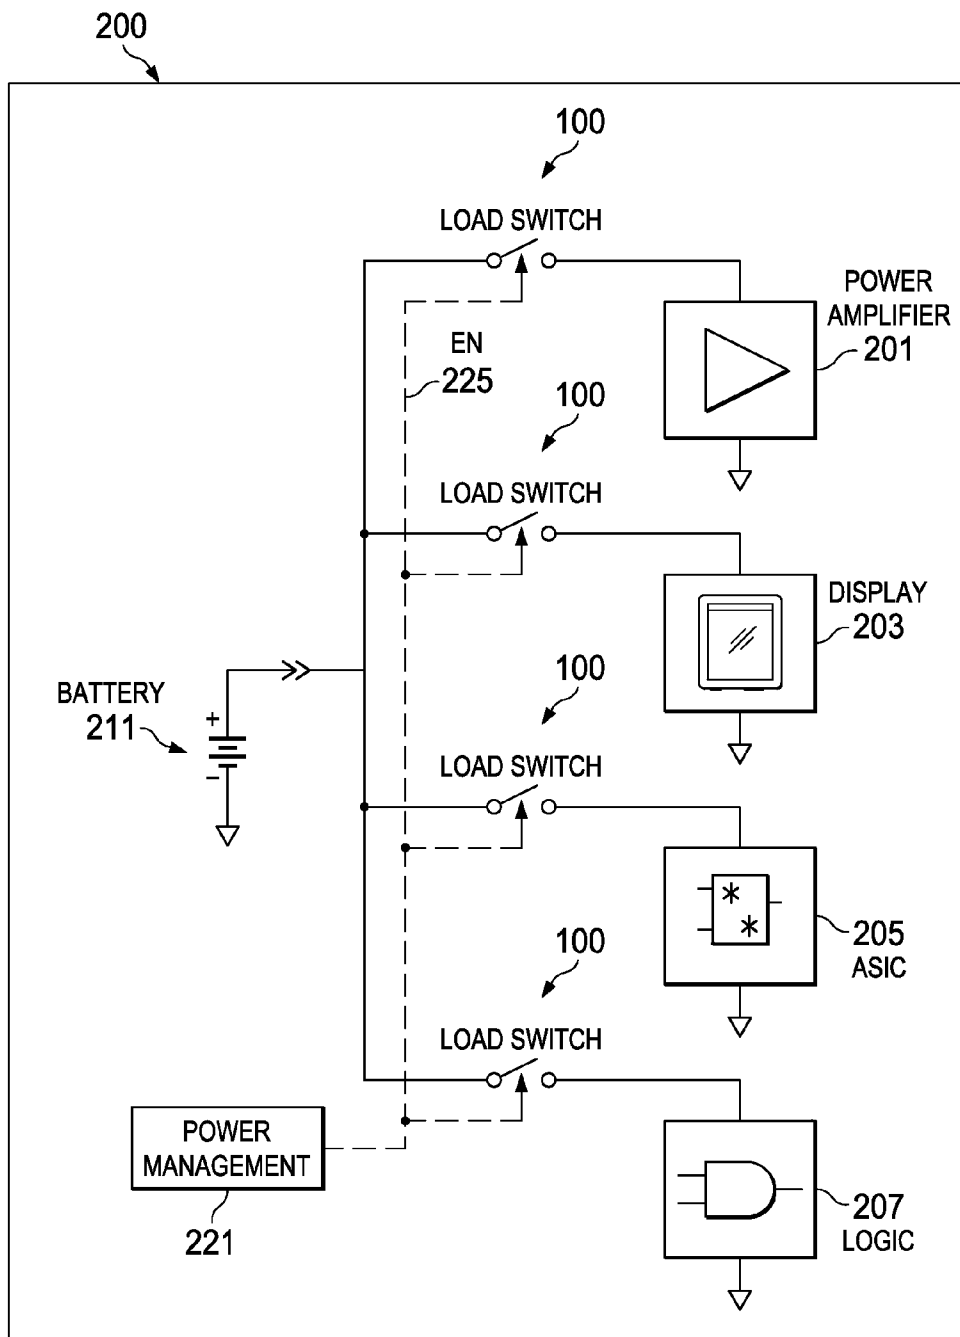 200
100
LOAD SWITCH
POWER
AMPLIFIER
201
EN
225
100
LOAD SWITCH
DISPLAY
203
100
BATTERY
211
+
−
LOAD SWITCH
205
ASIC
100
LOAD SWITCH
POWER
MANAGEMENT
221
207
LOGIC